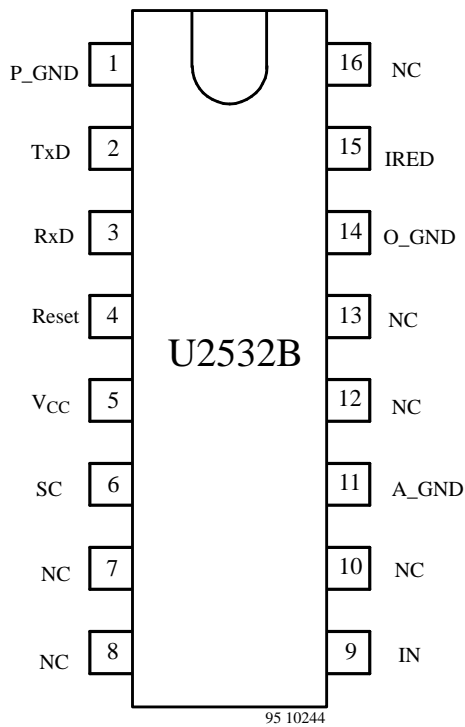 P_GND 1 16 NC
TxD 2 15 IRED
RxD 3 14 O_GND
Reset 4 13 NC
U2532B
VCC 5 12 NC
SC 6 11 A_GND
NC 7 10 NC
NC 8 9 IN
95 10244